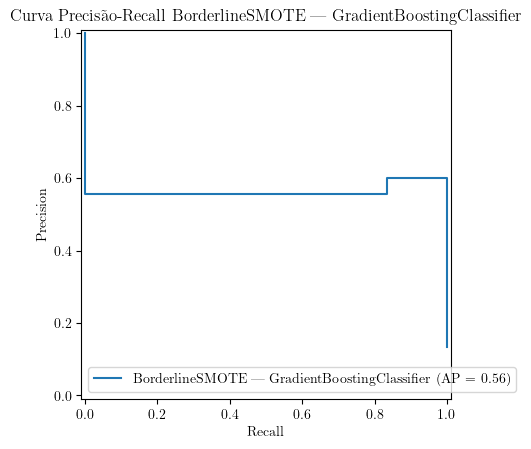 Curva Precisão-Recall BorderlineSMOTE — GradientBoostingClassifier
1.0
0.8
0.6
0.4
0.2
0.0
Precision
BorderlineSMOTE — GradientBoostingClassifier (AP = 0.56)
0.0 0.2 0.4 0.6 0.8 1.0
Recall